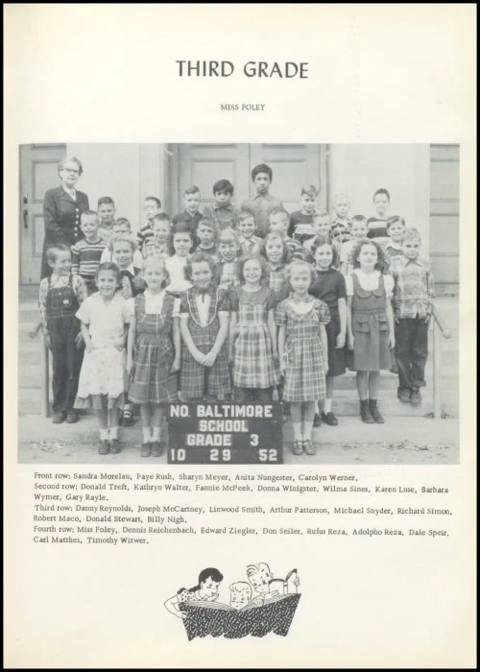 THIRD GRADE
MISS FOLEY
NO. BALTIMORE
SCHOOL
GRADE 3
10 29 52
Front row: Sandra Morelan, Faye Rush, Sharyn Meyer, Anita Nungester, Carolyn Werner.
Second row: Donald Treft, Kathryn Walter, Fannie McPeek, Donna Winigster, Wilma Sines, Karen Luse, Barbara
Wymer, Gary Rayle.
Third row: Danny Reynolds, Joseph McCartney, Linwood Smith, Arthur Patterson, Michael Snyder, Richard Simon,
Robert Maco, Donald Stewart, Billy Nigh.
Fourth row: Miss Foley, Dennis Reichenbach, Edward Ziegler, Don Seiler, Rufus Reza, Adolpho Reza, Dale Speir,
Carl Matthes, Timothy Witwer.